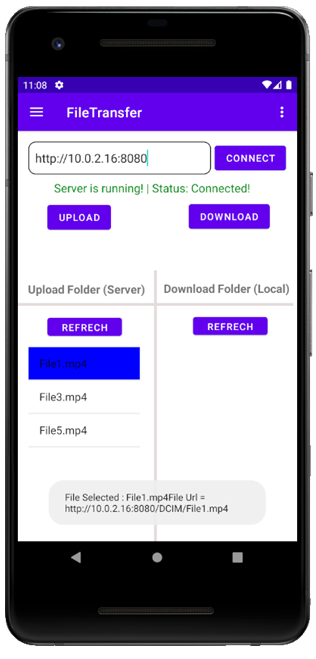 11:08
FileTransfer
http://10.0.2.16:8080
CONNECT
Server is running! | Status: Connected!
UPLOAD
DOWNLOAD
Upload Folder (Server)
Download Folder (Local)
REFRECH
REFRECH
File1.mp4
File3.mp4
File5.mp4
File Selected : File1.mp4File Url =
http://10.0.2.16:8080/DCIM/File1.mp4